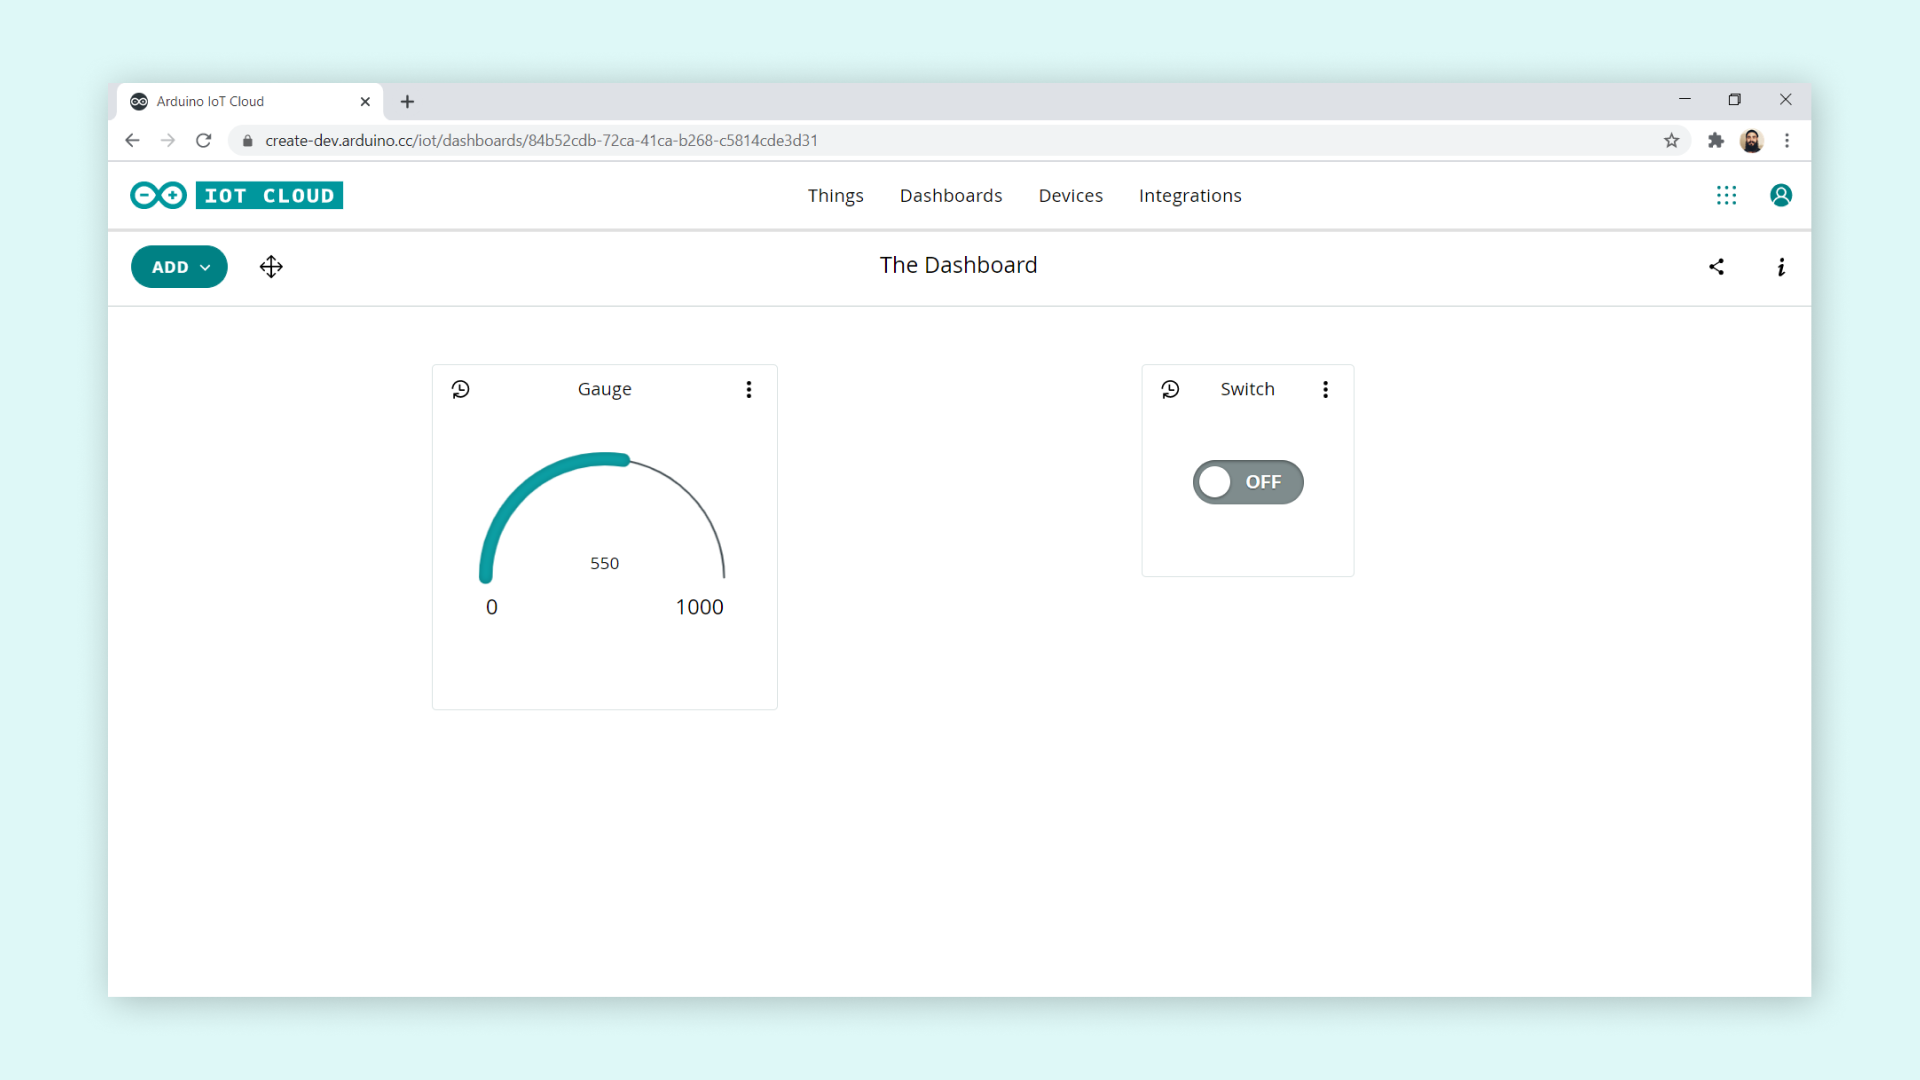 Arduino IoT Cloud
create-dev.arduino.cc/iot/dashboards/84b52cdb-72ca-41ca-b268-c5814cde3d31
IOT CLOUD
Things
Dashboards
Devices
Integrations
ADD
The Dashboard
i
Gauge
550
0
1000
Switch
OFF